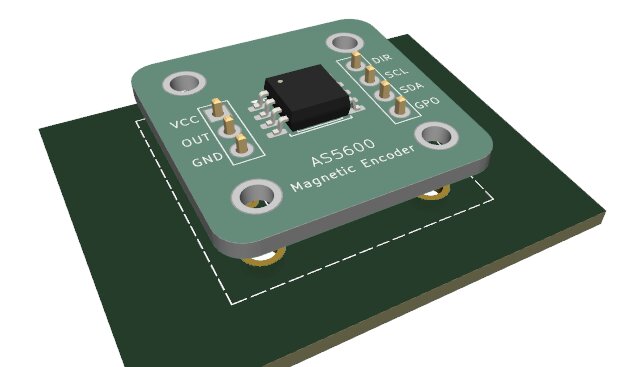 DIR
SCL
SDA
GPO
VCC
OUT
GND
AS5600
Magnetic Encoder